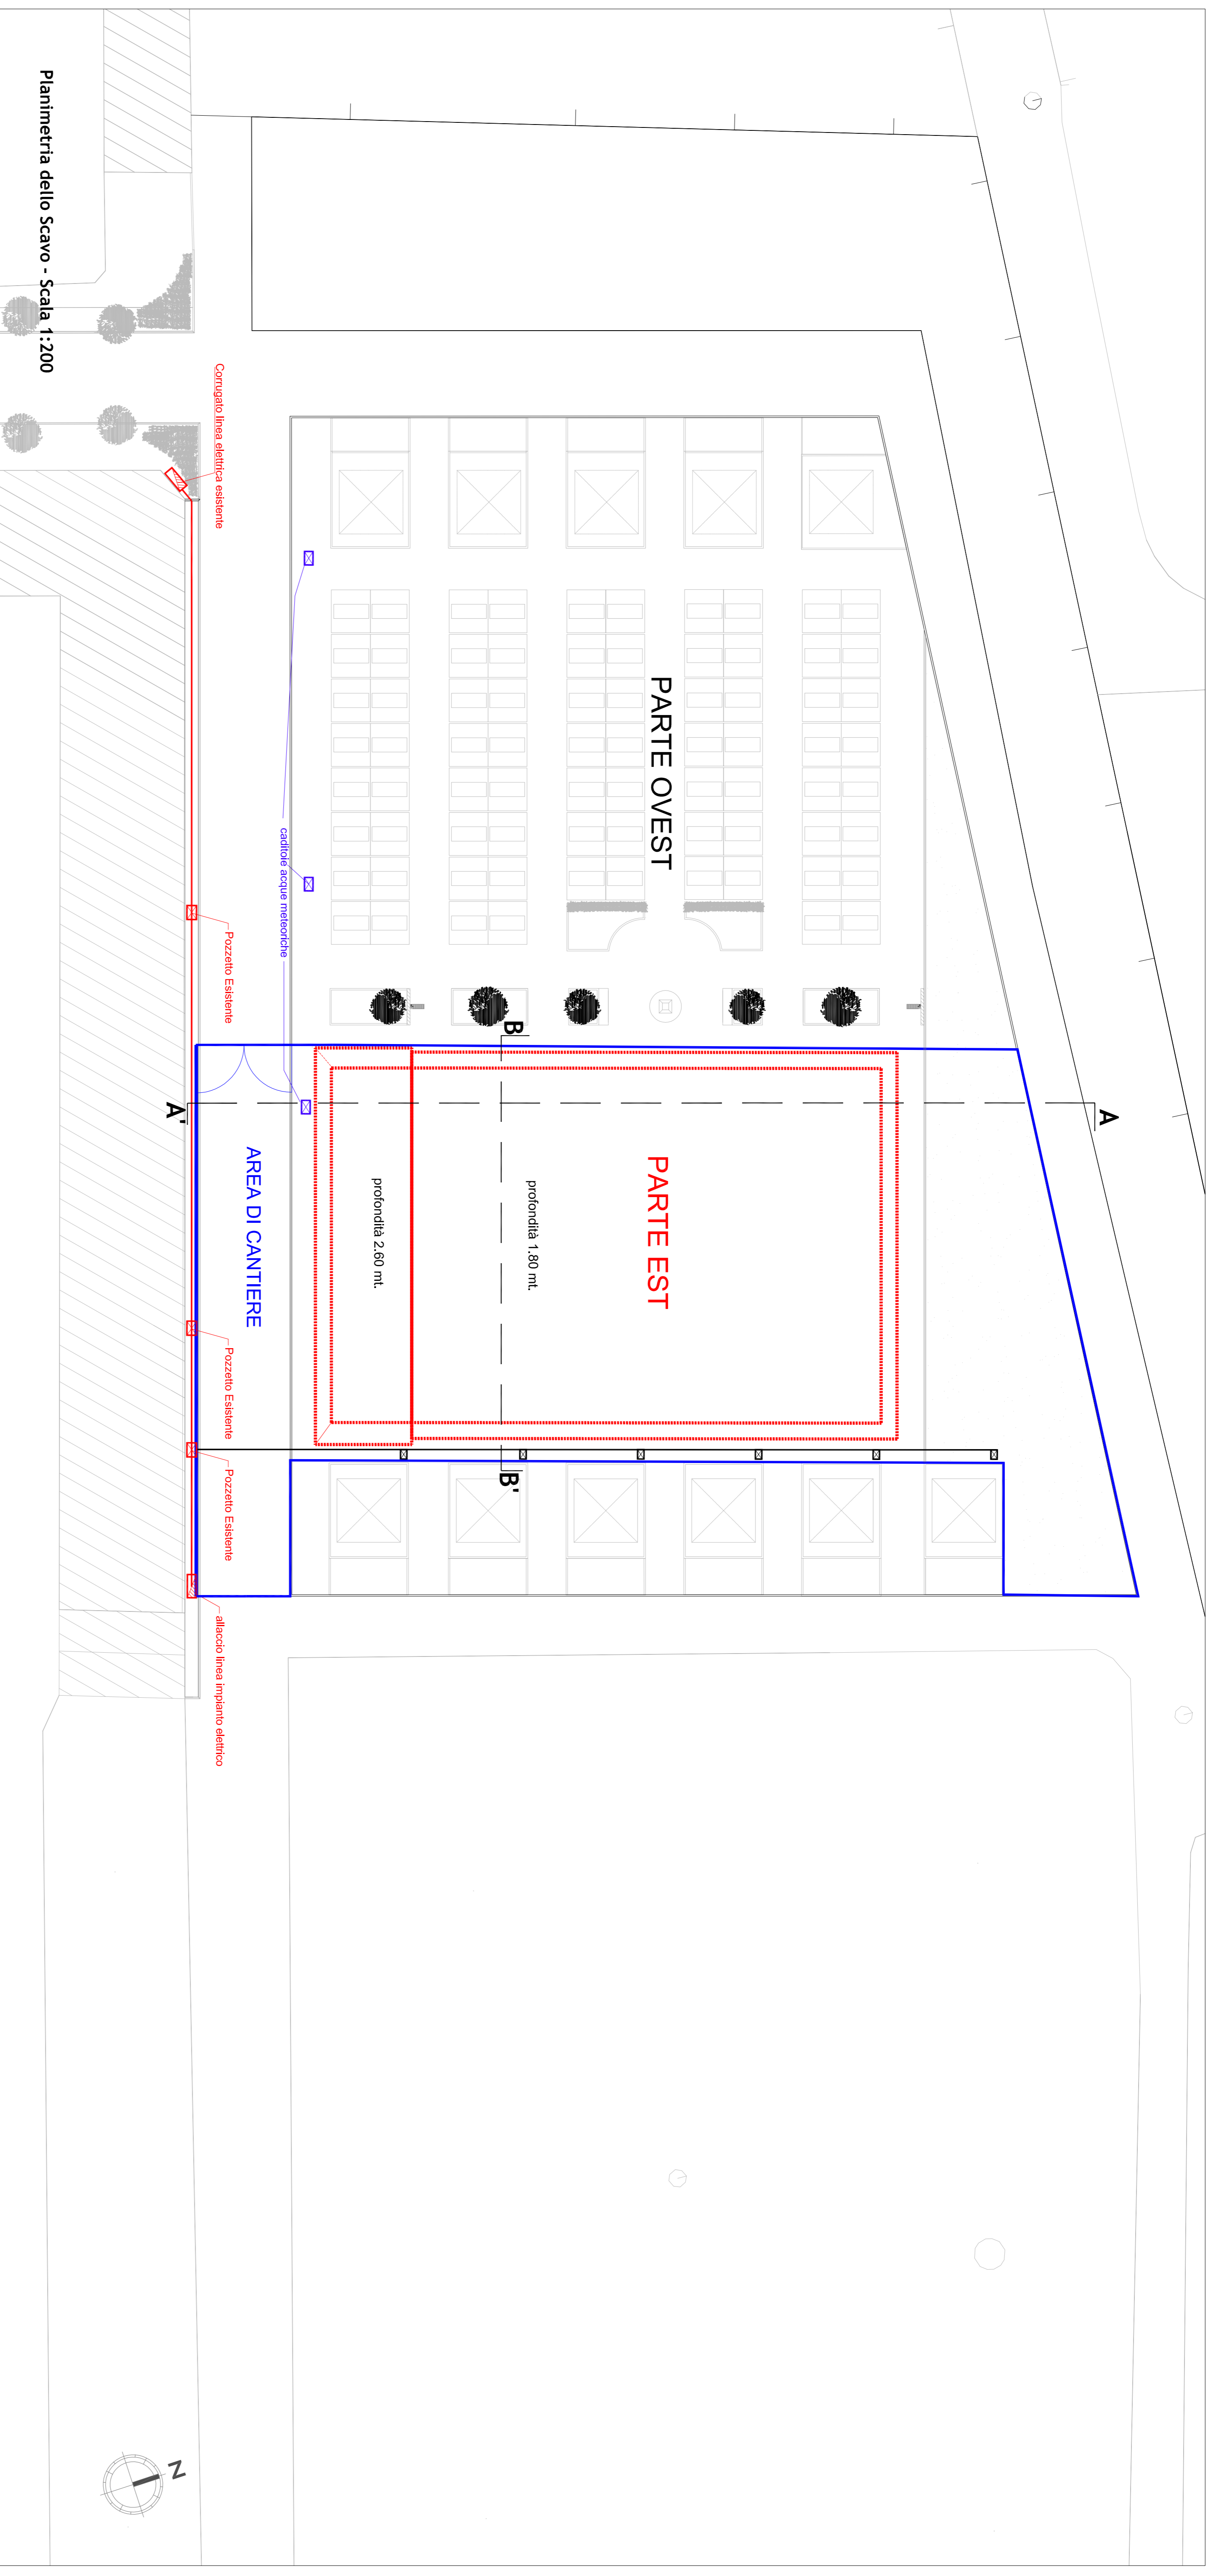 Planimetria dello Scavo - Scala 1:200
Corrugato linea elettrica esistente
caditoie acque meteoriche
PARTE OVEST
Pozzetto Esistente
B
A'
A
AREA DI CANTIERE
profondità 2.60 mt.
profondità 1.80 mt.
PARTE EST
Pozzetto Esistente
B'
Pozzetto Esistente
allaccio linea impianto elettrico
N